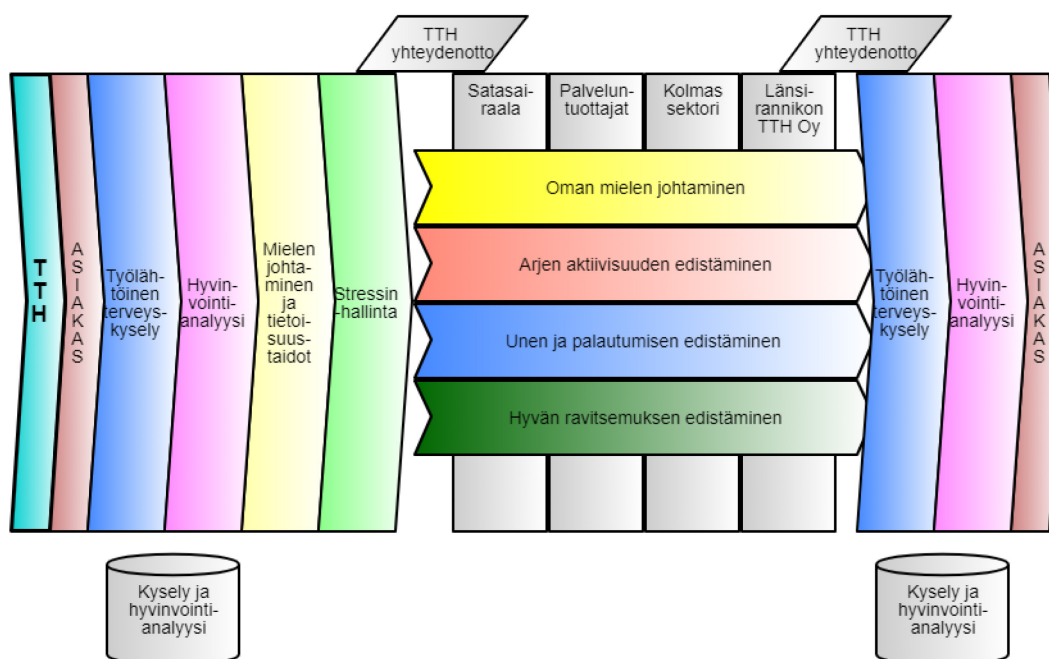 TTH
yhteydenotto
TTH
yhteydenotto
TTH
ASIAKAS
Työläh-
töinen
terveys-
kysely
Hyvin-
vointi-
analyysi
Mielen
johta-
minen
ja
tietoi-
suus-
taidot
Stressin
-hallinta
Satasai-
raala
Palvelun-
tuottajat
Kolmas
sektori
Länsi-
rannikon
TTH Oy
Oman mielen johtaminen
Arjen aktiivisuuden edistäminen
Unen ja palautumisen edistäminen
Hyvän ravitsemuksen edistäminen
Työläh-
töinen
terveys-
kysely
Hyvin-
vointi-
analyysi
ASIAKAS
Kysely ja
hyvinvointi-
analyysi
Kysely ja
hyvinvointi-
analyysi